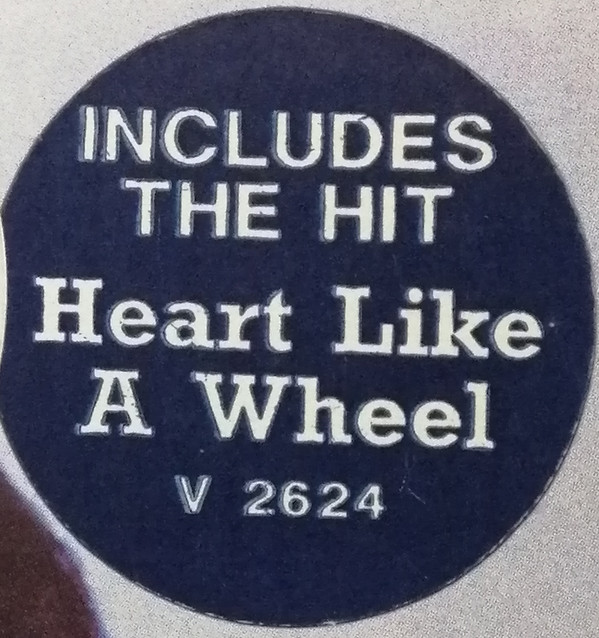 INCLUDES
THE HIT
Heart Like
A Wheel
V 2624